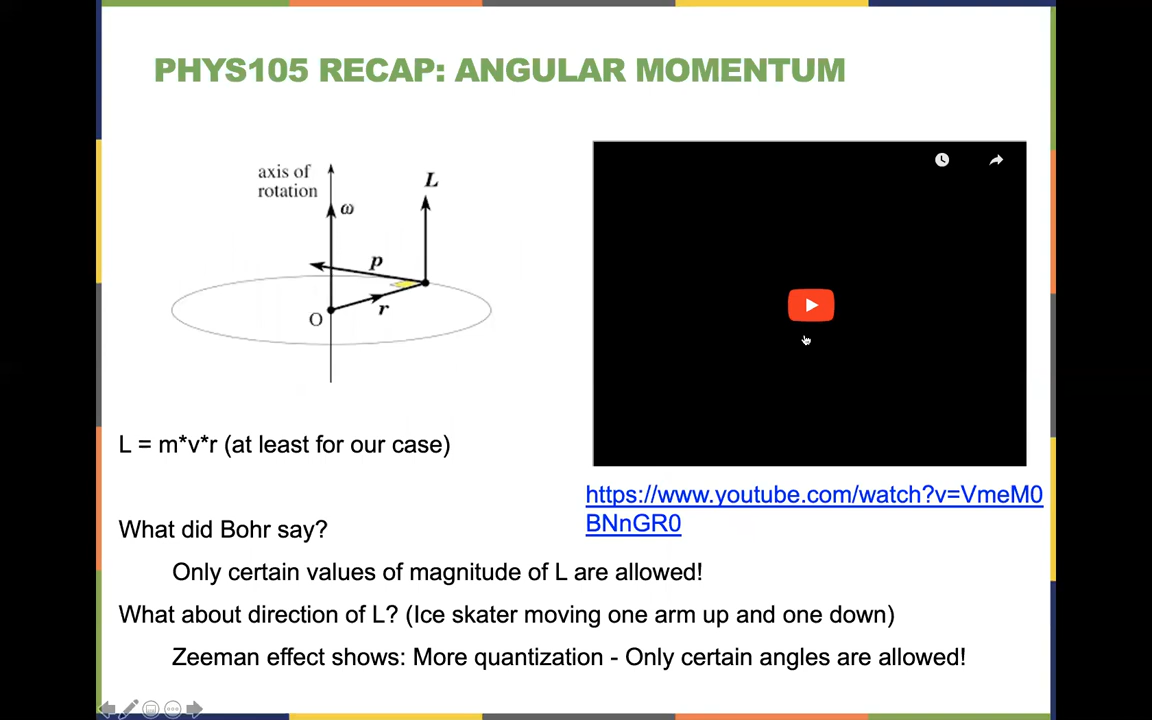 PHYS105 RECAP: ANGULAR MOMENTUM
axis of
rotation
ω
L
p
r
O
L = m*v*r (at least for our case)
https://www.youtube.com/watch?v=VmeM0
BNnGR0
What did Bohr say?
Only certain values of magnitude of L are allowed!
What about direction of L? (Ice skater moving one arm up and one down)
Zeeman effect shows: More quantization - Only certain angles are allowed!